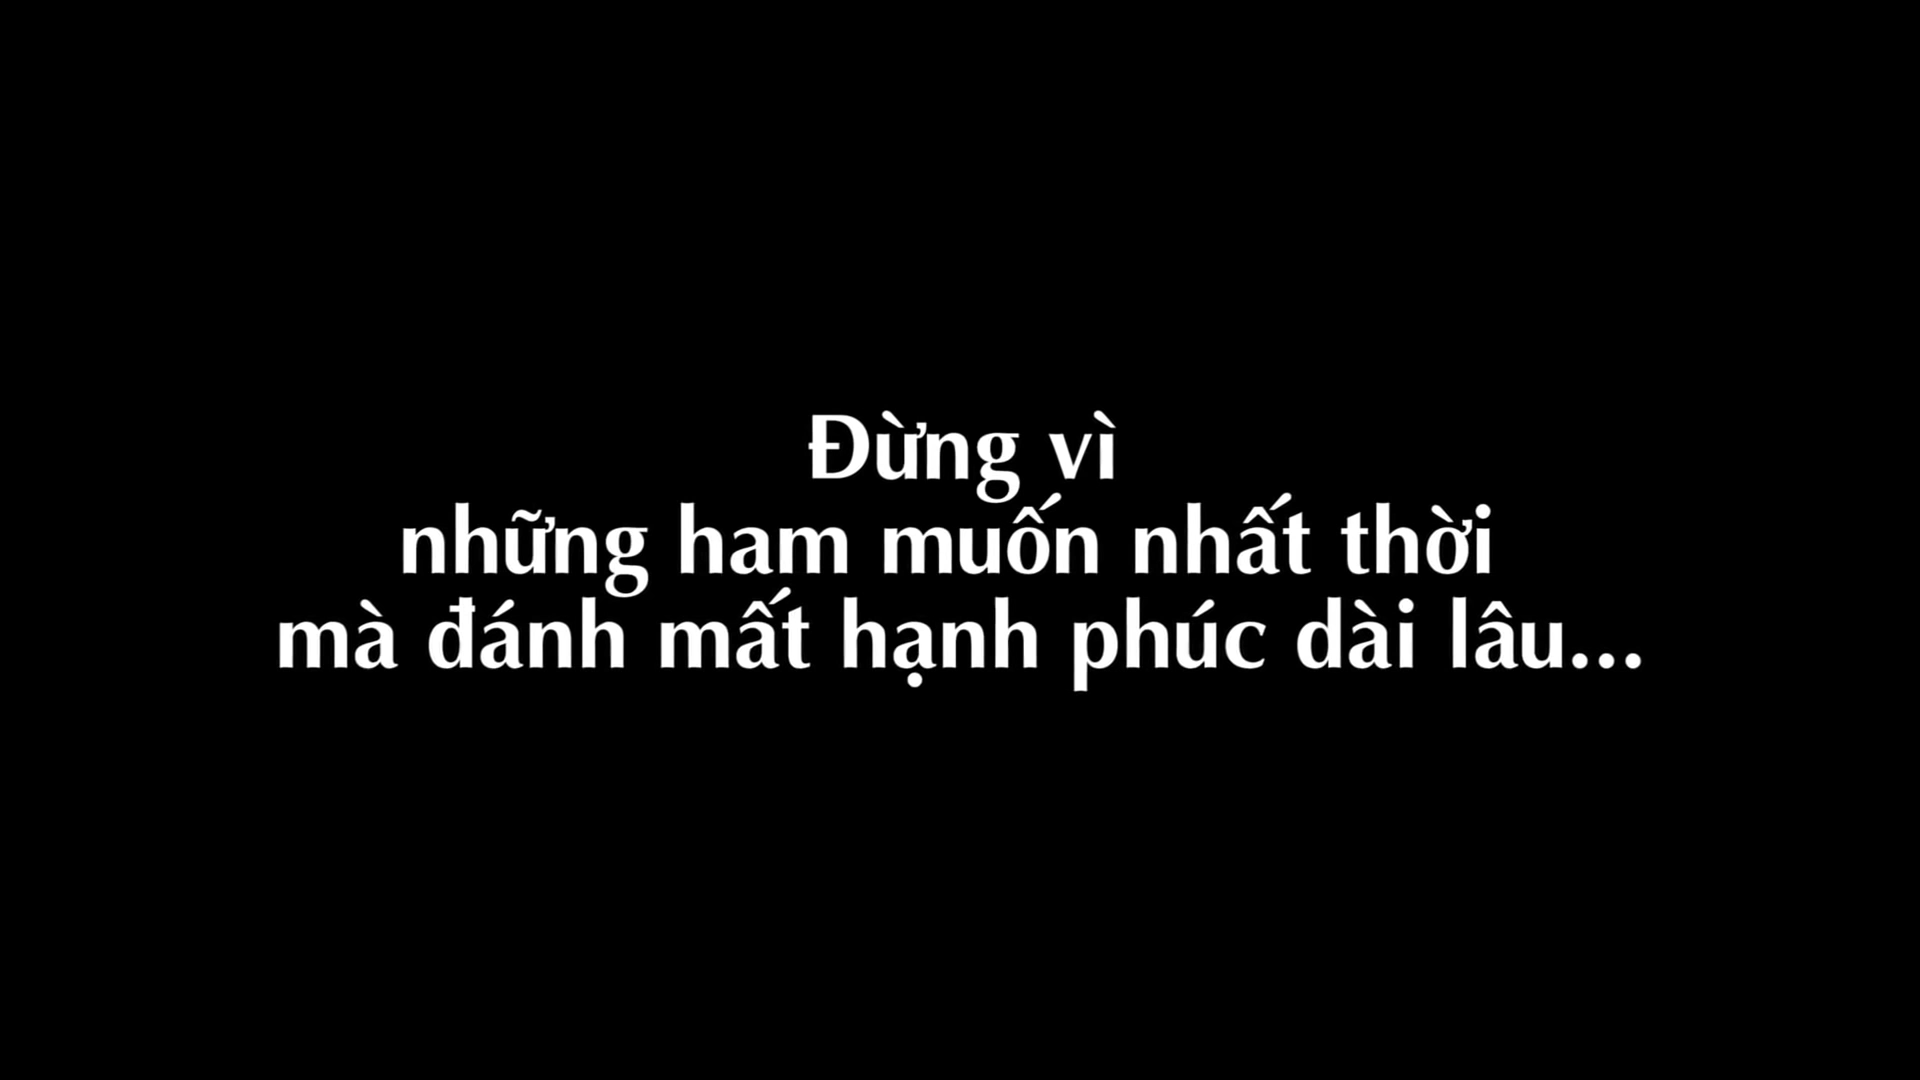 Đừng vì
những ham muốn nhất thời
mà đánh mất hạnh phúc dài lâu...